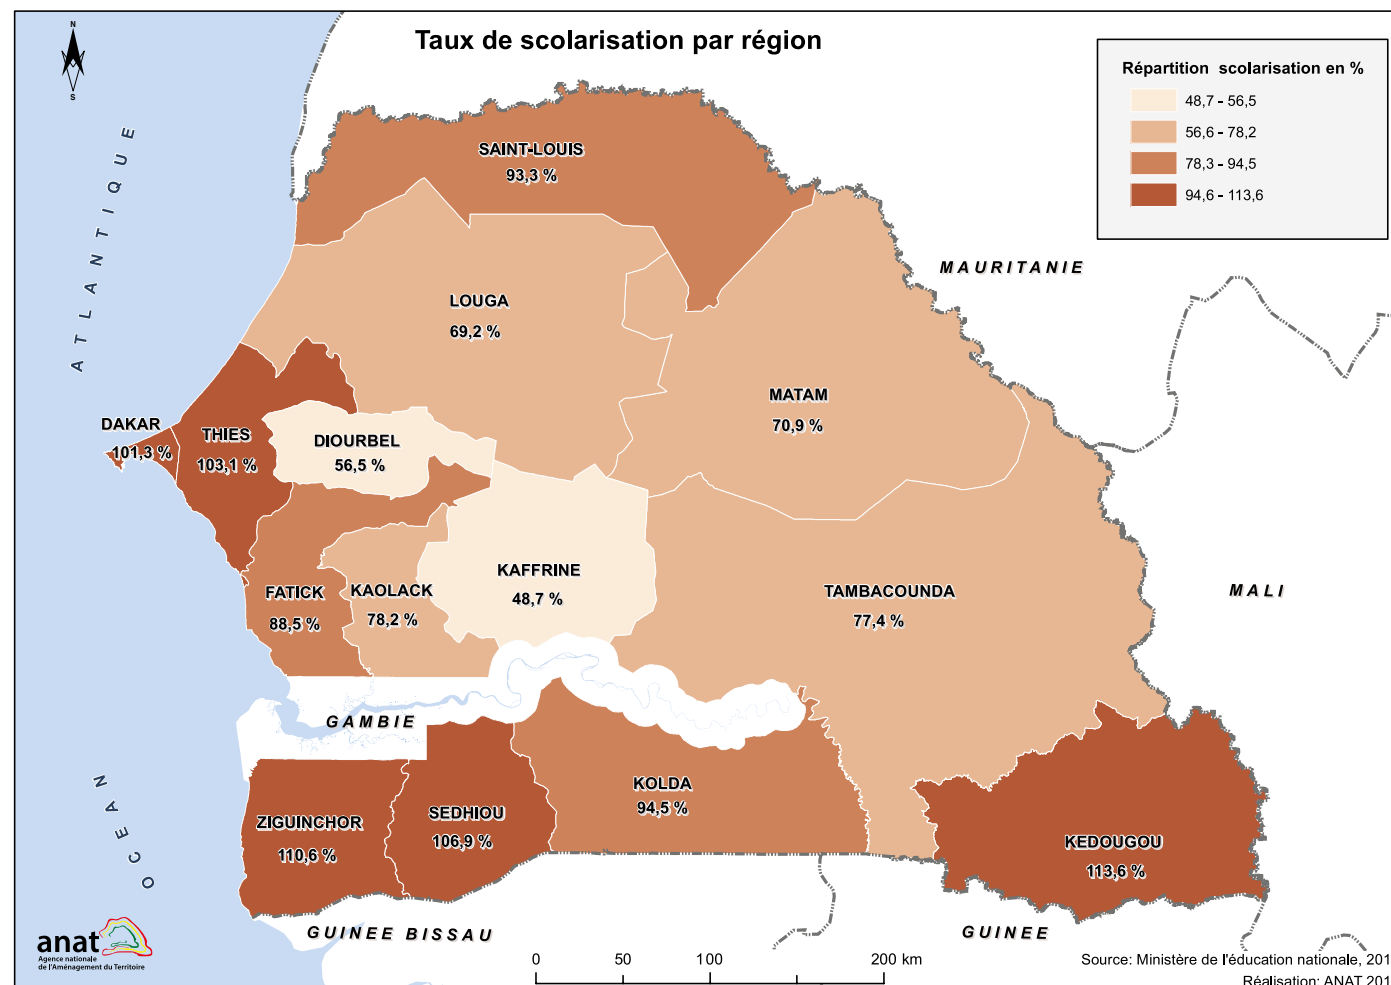 Taux de scolarisation par région
N
S
Répartition scolarisation en %
48,7 - 56,5
56,6 - 78,2
78,3 - 94,5
94,6 - 113,6
SAINT-LOUIS
93,3 %
MAURITANIE
ATLANTIQUE
LOUGA
69,2 %
MATAM
70,9 %
DAKAR
101,3 %
THIES
103,1 %
DIOURBEL
56,5 %
KAFFRINE
48,7 %
FATICK
88,5 %
KAOLACK
78,2 %
TAMBACOUNDA
77,4 %
MALI
GAMBIE
OCEAN
ZIGUINCHOR
110,6 %
SEDHIOU
106,9 %
KOLDA
94,5 %
KEDOUGOU
113,6 %
GUINEE BISSAU
GUINEE
anat
Agence nationale
de l'Aménagement du Territoire
0 50 100 200 km
Source: Ministère de l'éducation nationale, 201
Réalisation: ANAT 201